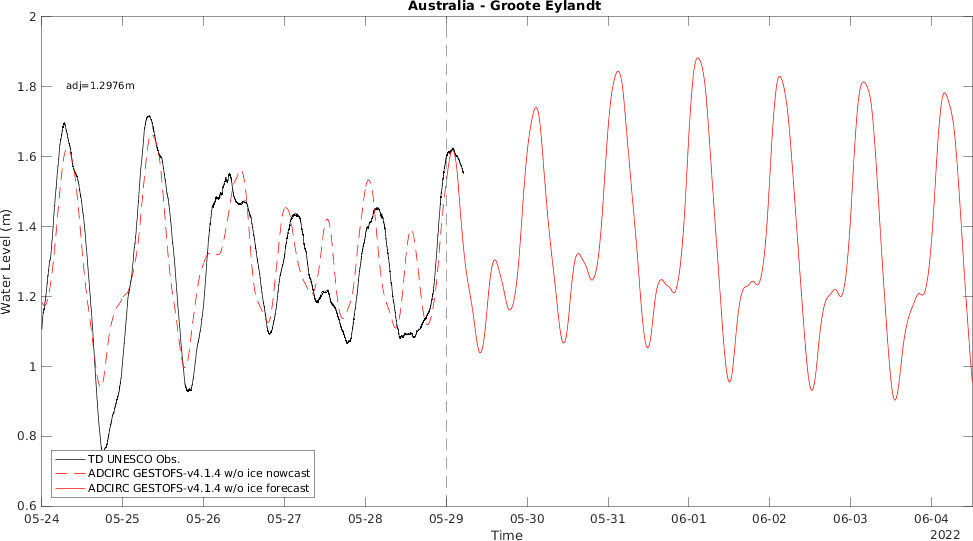 Australia - Groote Eylandt
2
1.8
1.6
1.4
1.2
1
0.8
0.6
Water Level (m)
adj=1.2976m
TD UNESCO Obs.
ADCIRC GESTOFS-v4.1.4 w/o ice nowcast
ADCIRC GESTOFS-v4.1.4 w/o ice forecast
05-24 05-25 05-26 05-27 05-28 05-29 05-30 05-31 06-01 06-02 06-03 06-04
Time
2022